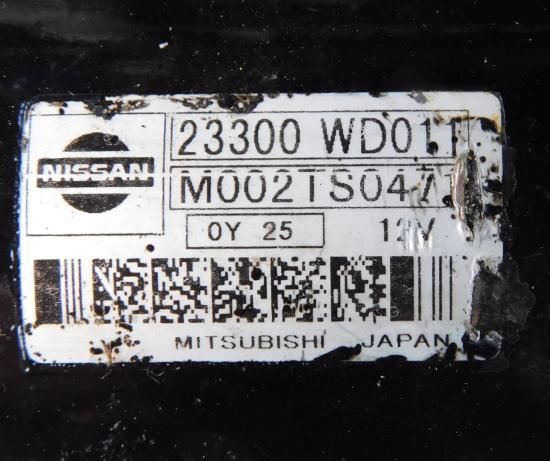 NISSAN
23300 WD011
M002TS047
0Y 25
12V
MITSUBISHI JAPAN